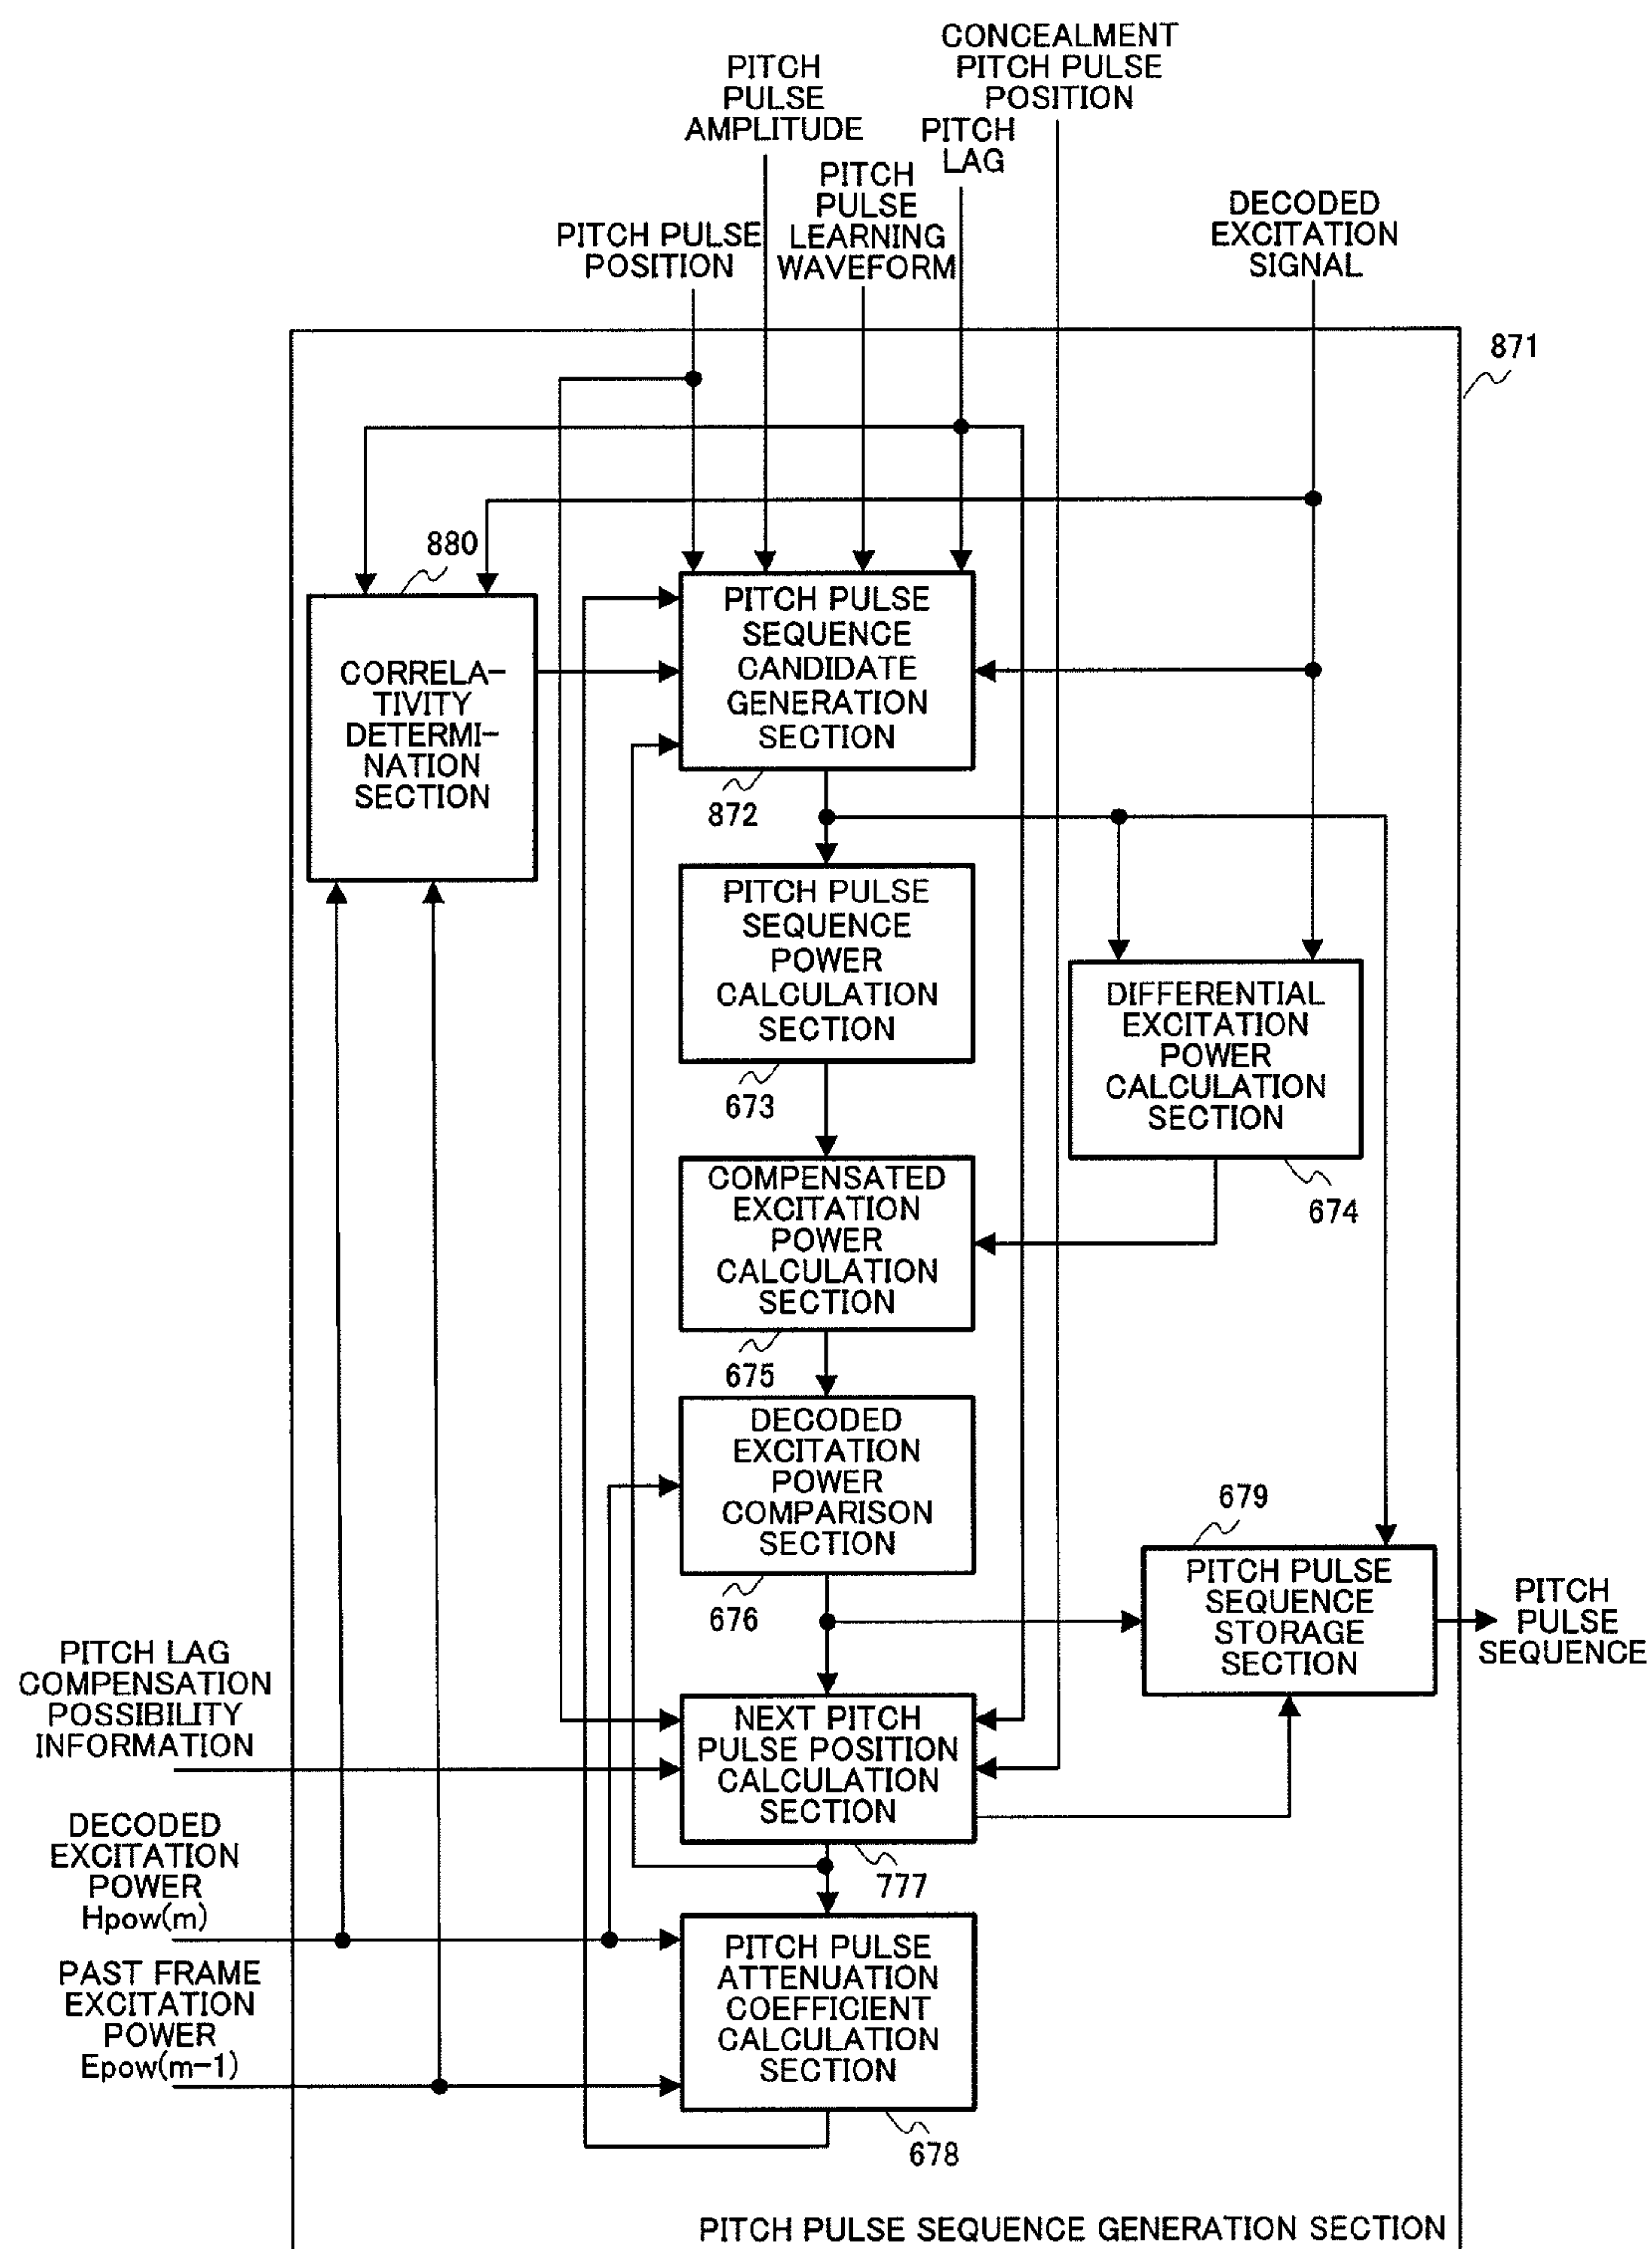 CONCEALMENT
PITCH PULSE
POSITION
PITCH
PULSE
AMPLITUDE
PITCH
LAG
PITCH
PULSE
LEARNING
WAVEFORM
PITCH PULSE
POSITION
DECODED
EXCITATION
SIGNAL
871
880
CORRELA-
TIVITY
DETERMI-
NATION
SECTION
PITCH PULSE
SEQUENCE
CANDIDATE
GENERATION
SECTION
872
PITCH PULSE
SEQUENCE
POWER
CALCULATION
SECTION
673
DIFFERENTIAL
EXCITATION
POWER
CALCULATION
SECTION
674
COMPENSATED
EXCITATION
POWER
CALCULATION
SECTION
675
DECODED
EXCITATION
POWER
COMPARISON
SECTION
676
679
PITCH PULSE
SEQUENCE
STORAGE
SECTION
PITCH
PULSE
SEQUENCE
PITCH LAG
COMPENSATION
POSSIBILITY
INFORMATION
NEXT PITCH
PULSE POSITION
CALCULATION
SECTION
777
DECODED
EXCITATION
POWER
Hpow(m)
PAST FRAME
EXCITATION
POWER
Epow(m-1)
PITCH PULSE
ATTENUATION
COEFFICIENT
CALCULATION
SECTION
678
PITCH PULSE SEQUENCE GENERATION SECTION